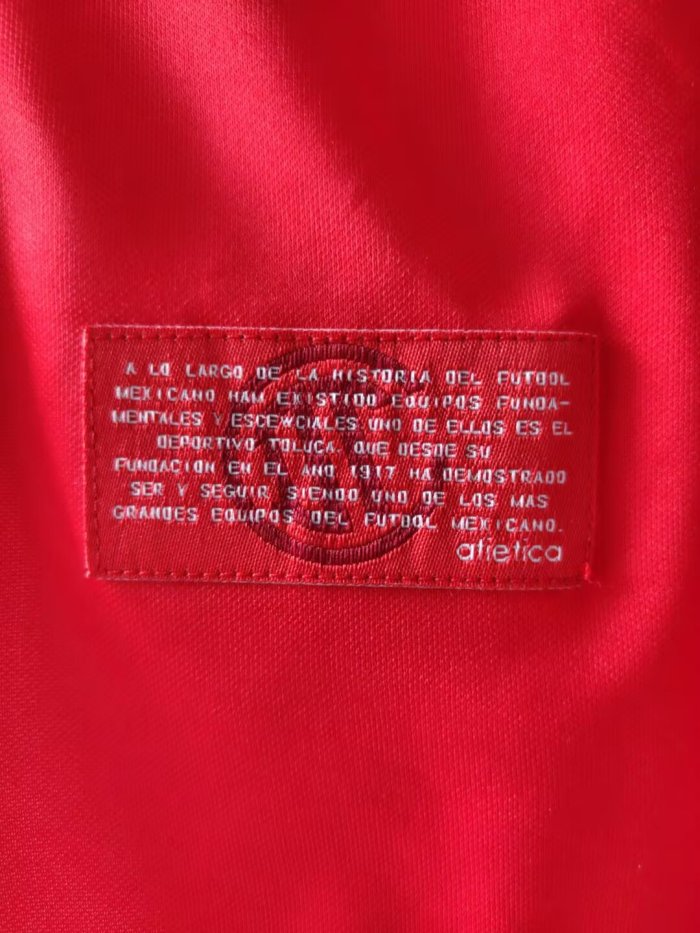 A LO LARGO DE LA HISTORIA DEL FUTBOL
MEXICANO HAM EXISTIDO EQUIPOS FUNDA-
MENTALES Y ESCEWCIALES UNO DE ELLOS ES EL
DEPORTIVO TOLUCA, QUE DESDE SU
FUNDACION EN EL ANO 1917 HA DEMOSTRADO
SER Y SEGUIR SIENDO UNO DE LOS MAS
GRANDES EQUIPOS DEL FUTBOL MEXICANO.
atletica